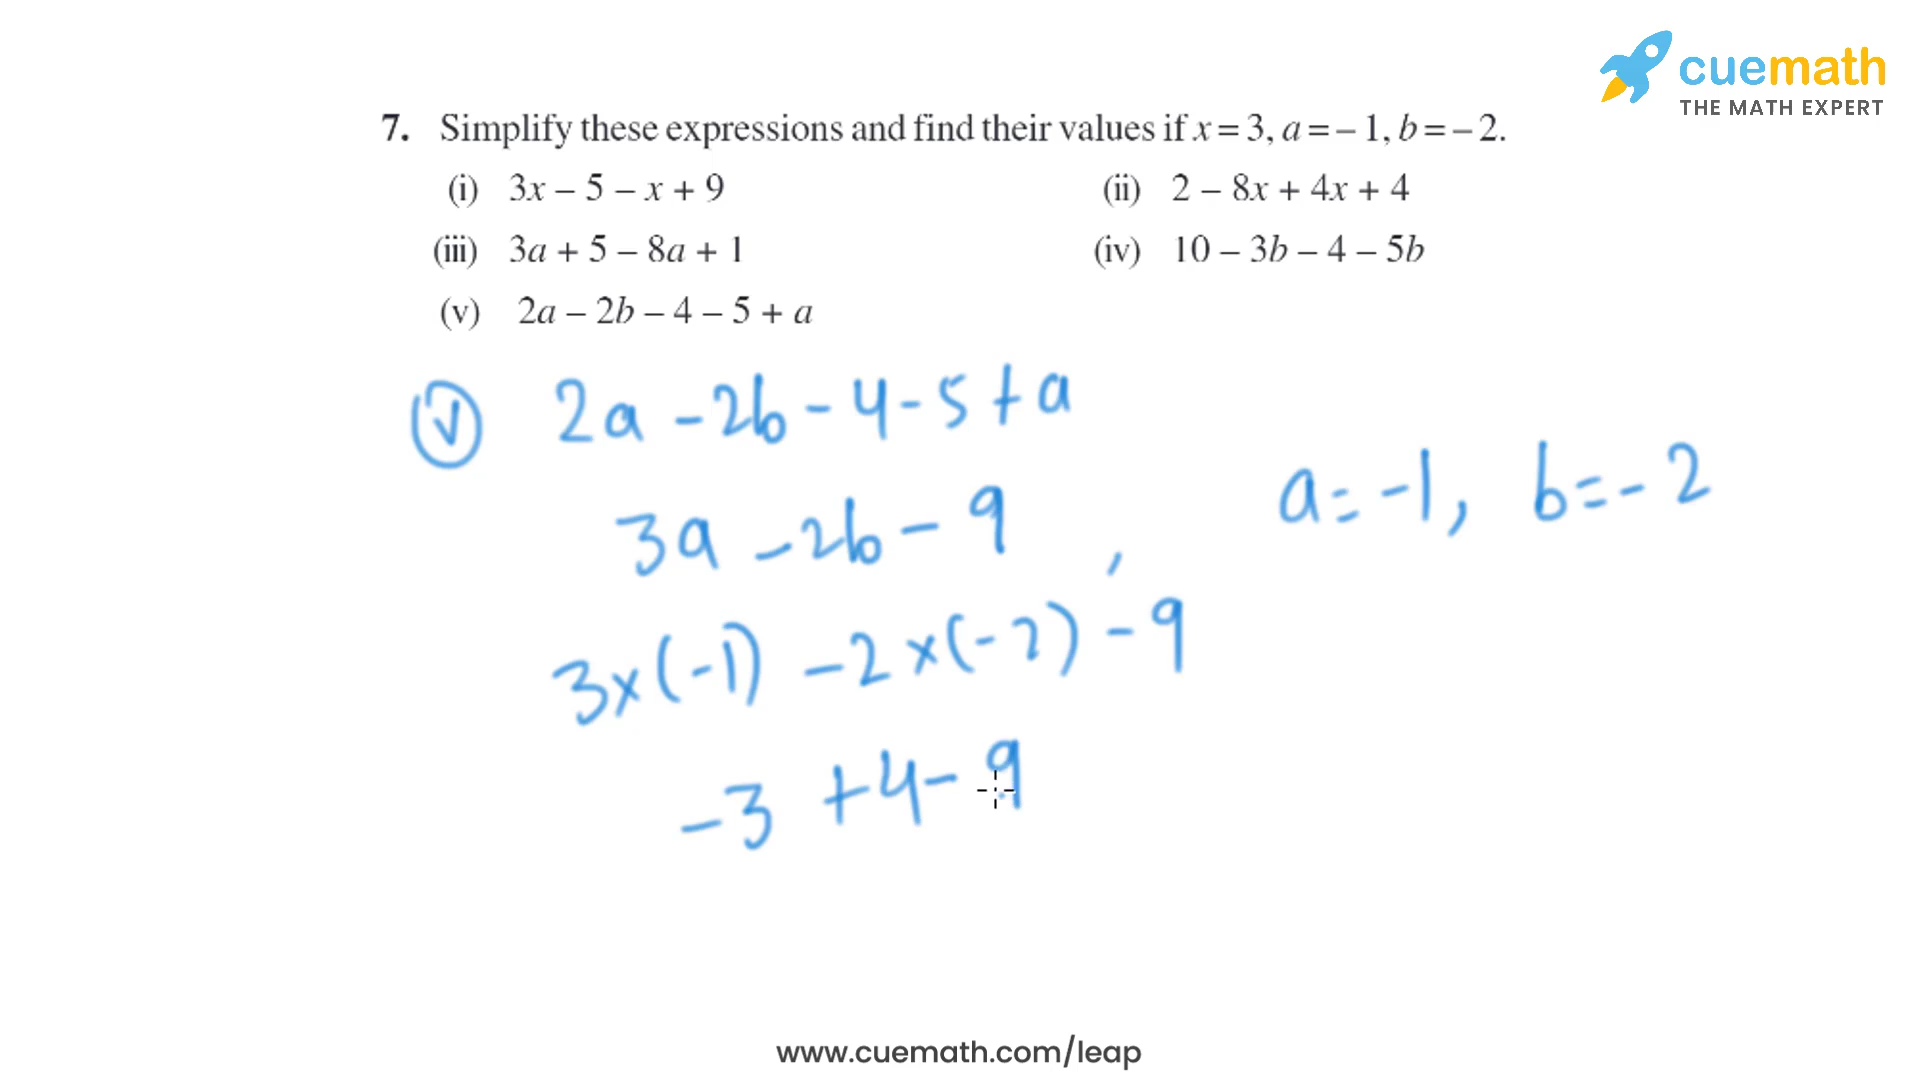 cuemath
THE MATH EXPERT
7. Simplify these expressions and find their values if x = 3, a = – 1, b = – 2.
(i) 3x – 5 – x + 9
(ii) 2 – 8x + 4x + 4
(iii) 3a + 5 – 8a + 1
(iv) 10 – 3b – 4 – 5b
(v) 2a – 2b – 4 – 5 + a
(v) 2a - 2b - 4 - 5 + a
3a - 2b - 9 , a = -1, b = -2
3 x (-1) - 2 x (-2) - 9
-3 + 4 - 9
www.cuemath.com/leap